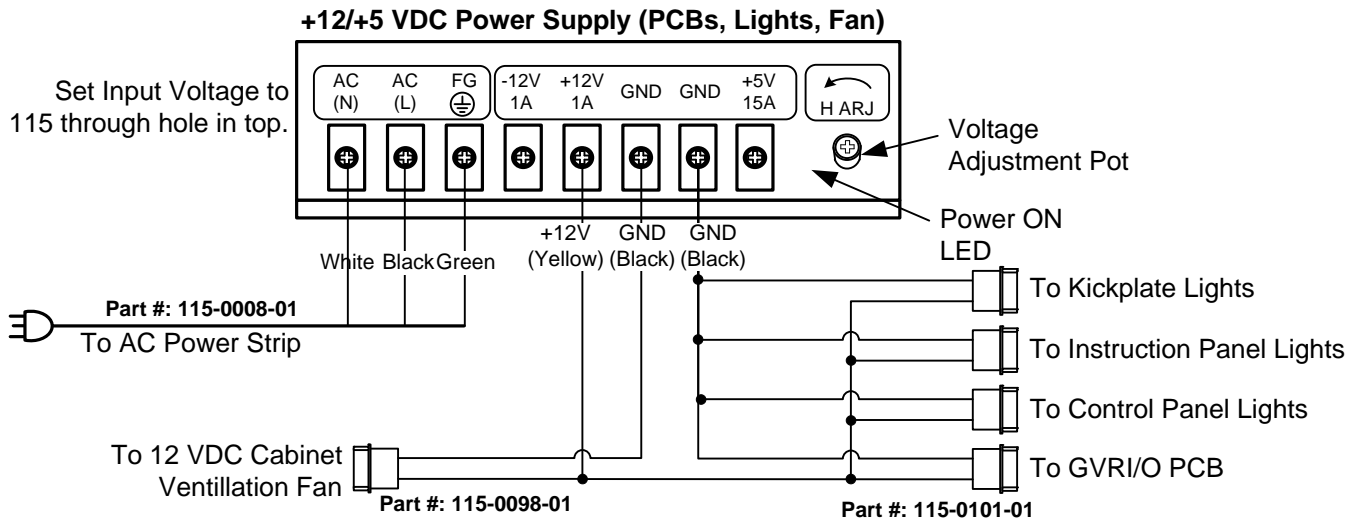 +12/+5 VDC Power Supply (PCBs, Lights, Fan)
Set Input Voltage to
115 through hole in top.
AC
(N)
AC
(L)
FG
-12V
1A
+12V
1A
GND
GND
+5V
15A
H ARJ
Voltage
Adjustment Pot
Power ON
LED
White
Black
Green
+12V
(Yellow)
GND
(Black)
GND
(Black)
Part #: 115-0008-01
To AC Power Strip
To Kickplate Lights
To Instruction Panel Lights
To Control Panel Lights
To GVRI/O PCB
To 12 VDC Cabinet
Ventillation Fan
Part #: 115-0098-01
Part #: 115-0101-01